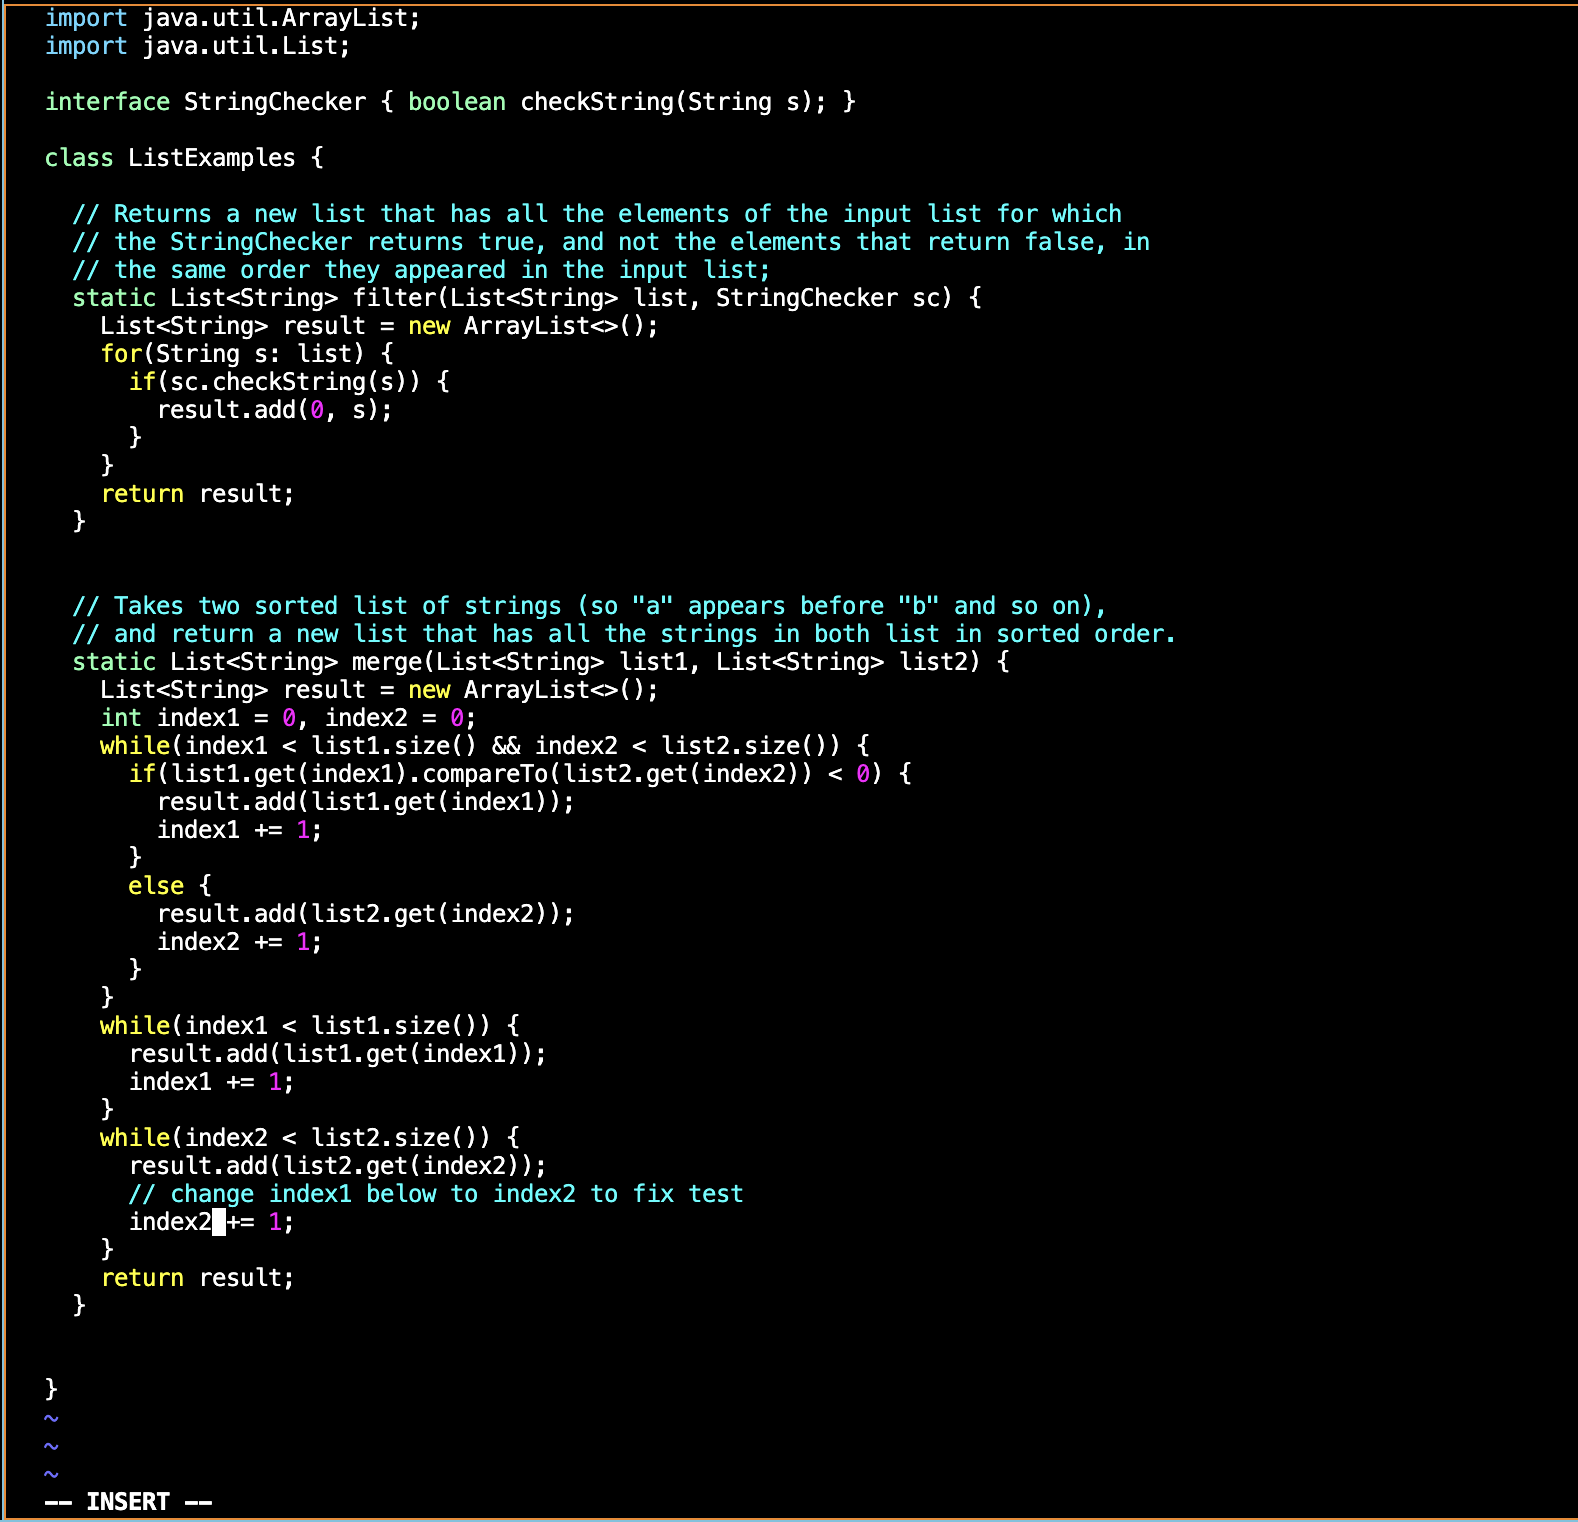 import java.util.ArrayList;
import java.util.List;

interface StringChecker { boolean checkString(String s); }

class ListExamples {

  // Returns a new list that has all the elements of the input list for which
  // the StringChecker returns true, and not the elements that return false, in
  // the same order they appeared in the input list;
  static List<String> filter(List<String> list, StringChecker sc) {
    List<String> result = new ArrayList<>();
    for(String s: list) {
      if(sc.checkString(s)) {
        result.add(0, s);
      }
    }
    return result;
  }


  // Takes two sorted list of strings (so "a" appears before "b" and so on),
  // and return a new list that has all the strings in both list in sorted order.
  static List<String> merge(List<String> list1, List<String> list2) {
    List<String> result = new ArrayList<>();
    int index1 = 0, index2 = 0;
    while(index1 < list1.size() && index2 < list2.size()) {
      if(list1.get(index1).compareTo(list2.get(index2)) < 0) {
        result.add(list1.get(index1));
        index1 += 1;
      }
      else {
        result.add(list2.get(index2));
        index2 += 1;
      }
    }
    while(index1 < list1.size()) {
      result.add(list1.get(index1));
      index1 += 1;
    }
    while(index2 < list2.size()) {
      result.add(list2.get(index2));
      // change index1 below to index2 to fix test
      index2 += 1;
    }
    return result;
  }


}
~
~
~
-- INSERT --